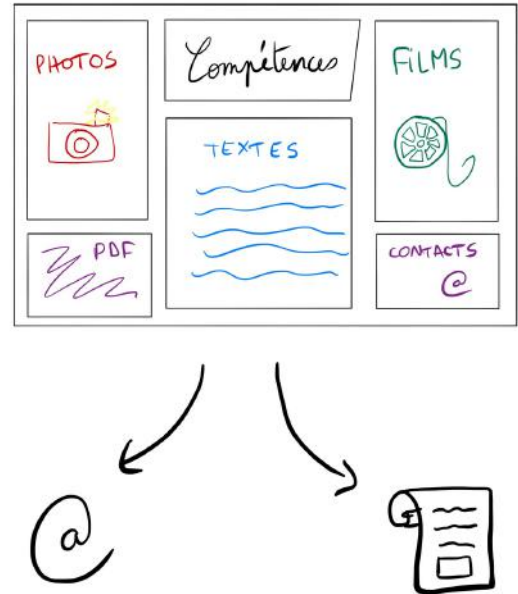 PHOTOS
Compétences
FiLMS
TEXTES
PDF
CONTACTS
@
@